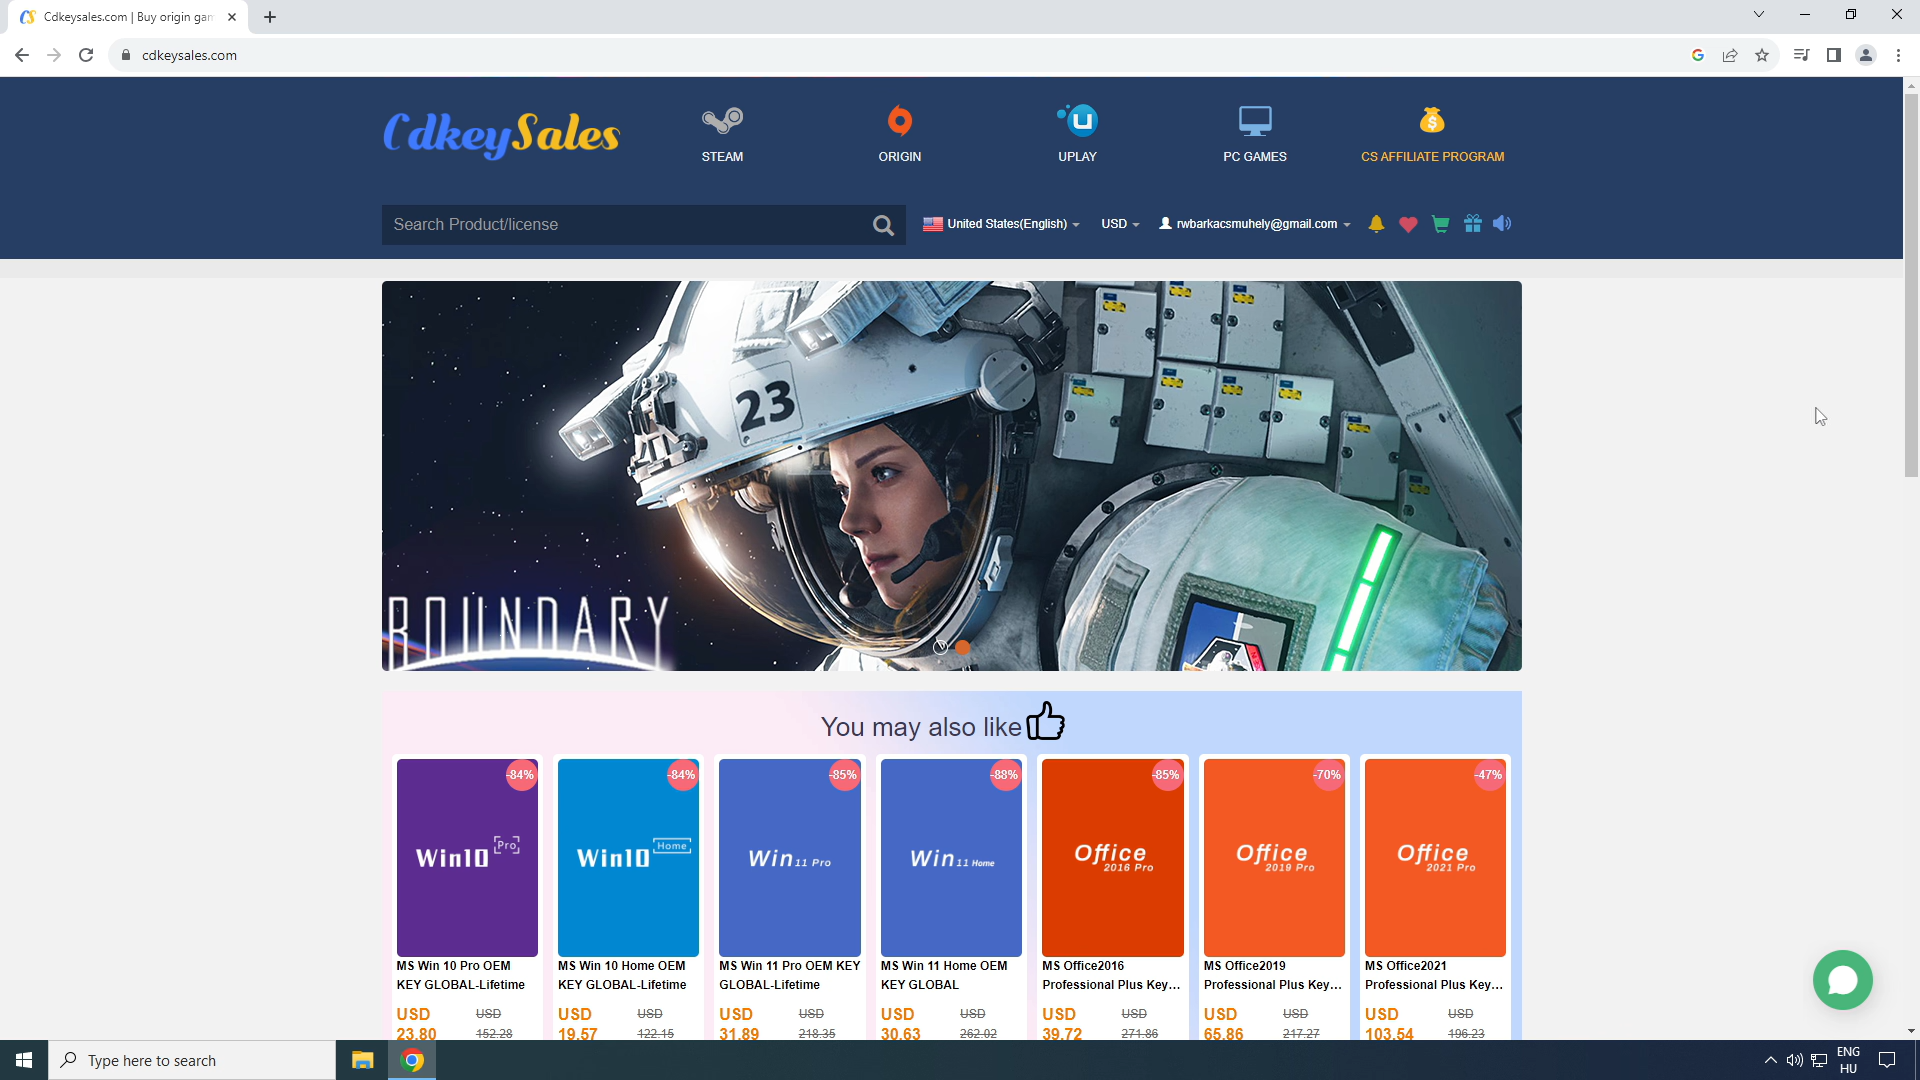 Cdkeysales.com | Buy origin gam
cdkeysales.com
CdkeySales
STEAM
ORIGIN
UPLAY
PC GAMES
CS AFFILIATE PROGRAM
Search Product/license
United States(English)
USD
rwbarkacsmuhely@gmail.com
23
BOUNDARY
You may also like
-84%
-84%
-85%
-88%
-85%
-70%
-47%
Win10 Pro
Win10 Home
Win 11 Pro
Win 11 Home
Office 2016 Pro
Office 2019 Pro
Office 2021 Pro
MS Win 10 Pro OEM
KEY GLOBAL-Lifetime
USD 23.80
USD 152.28
MS Win 10 Home OEM
KEY GLOBAL-Lifetime
USD 19.57
USD 122.15
MS Win 11 Pro OEM KEY
GLOBAL-Lifetime
USD 31.89
USD 218.35
MS Win 11 Home OEM
KEY GLOBAL
USD 30.63
USD 262.02
MS Office2016
Professional Plus Key...
USD 39.72
USD 271.86
MS Office2019
Professional Plus Key...
USD 65.86
USD 217.27
MS Office2021
Professional Plus Key...
USD 103.54
USD 196.23
Type here to search
ENG
HU